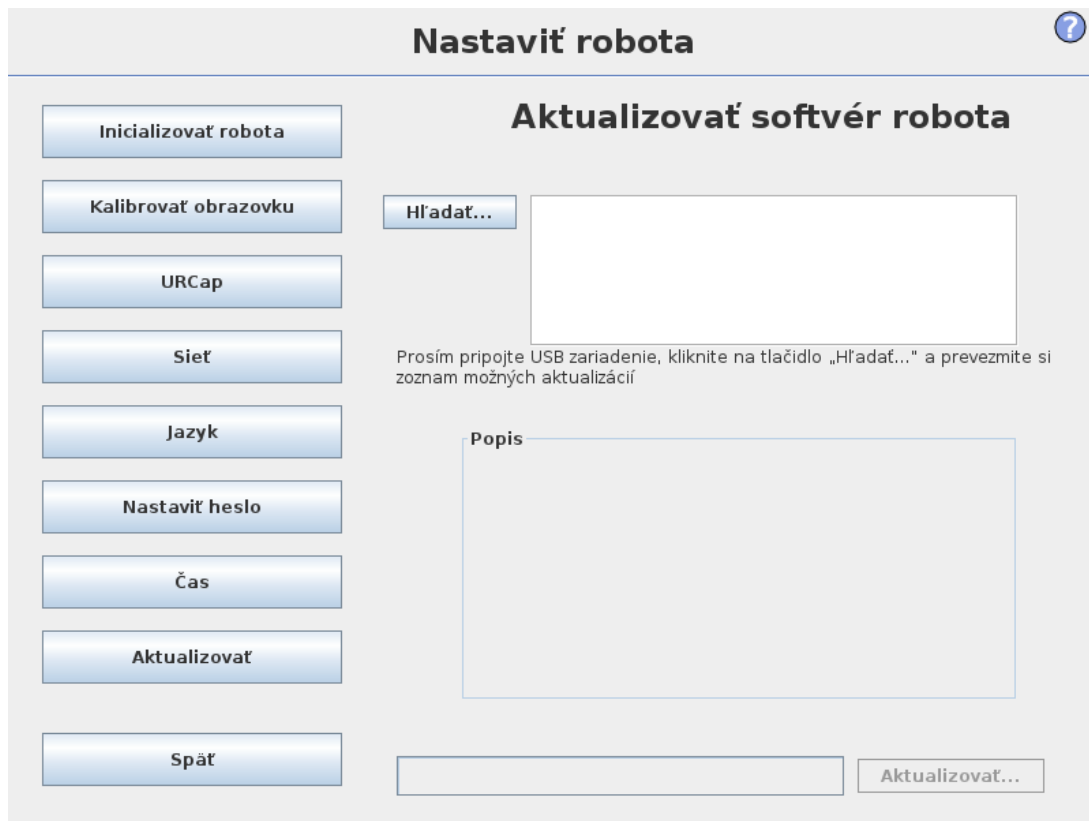 Nastaviť robota
?
Inicializovať robota
Kalibrovať obrazovku
URCap
Sieť
Jazyk
Nastaviť heslo
Čas
Aktualizovať
Späť
Aktualizovať softvér robota
Hľadať...
Prosím pripojte USB zariadenie, kliknite na tlačidlo „Hľadať..." a prevezmite si
zoznam možných aktualizácií
Popis
Aktualizovať...